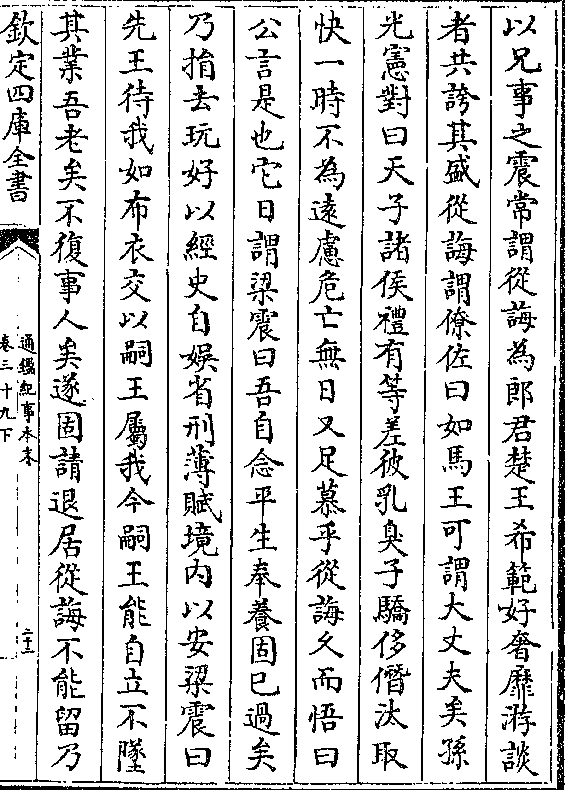 以兄事之震常謂從誨為郎君楚王希範好奢靡游談
者共誇其盛從誨謂僚佐曰如馬王可謂大丈夫矣孫
光憲對曰天子諸侯禮有等差彼乳臭子驕侈僭汰取
快一時不為遠慮危亡無日又足慕乎從誨久而悟曰
公言是也它日謂梁震曰吾自念平生奉養固已過矣
乃捐去玩好以經史自娛省刑薄賦境內以安梁震曰
先王待我如布衣交以嗣王屬我今嗣王能自立不墜
其業吾老矣不復事人矣遂固請退居從誨不能留乃
欽定四庫全書
通鑑紀事本末
卷三十九下
二十三